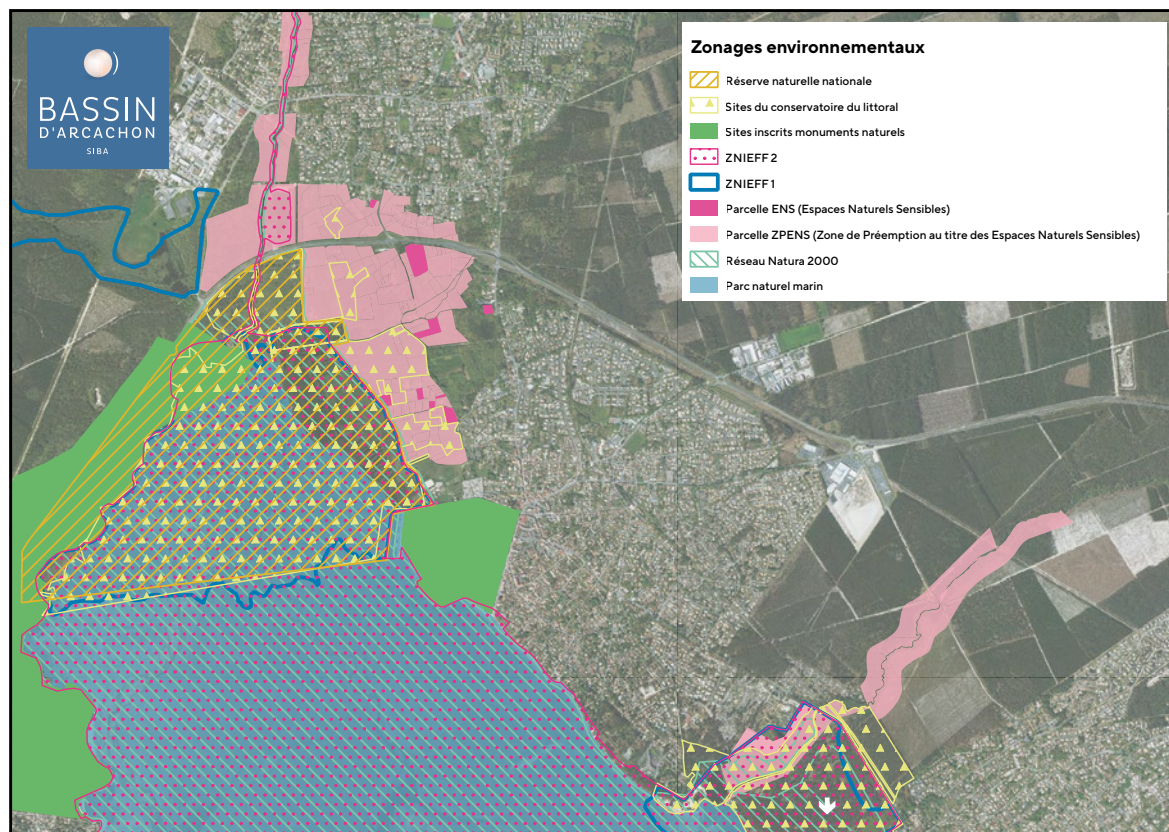 BASSIN
D'ARCACHON
SIBA
Zonages environnementaux
Réserve naturelle nationale
Sites du conservatoire du littoral
Sites inscrits monuments naturels
ZNIEFF 2
ZNIEFF 1
Parcelle ENS (Espaces Naturels Sensibles)
Parcelle ZPENS (Zone de Préemption au titre des Espaces Naturels Sensibles)
Réseau Natura 2000
Parc naturel marin